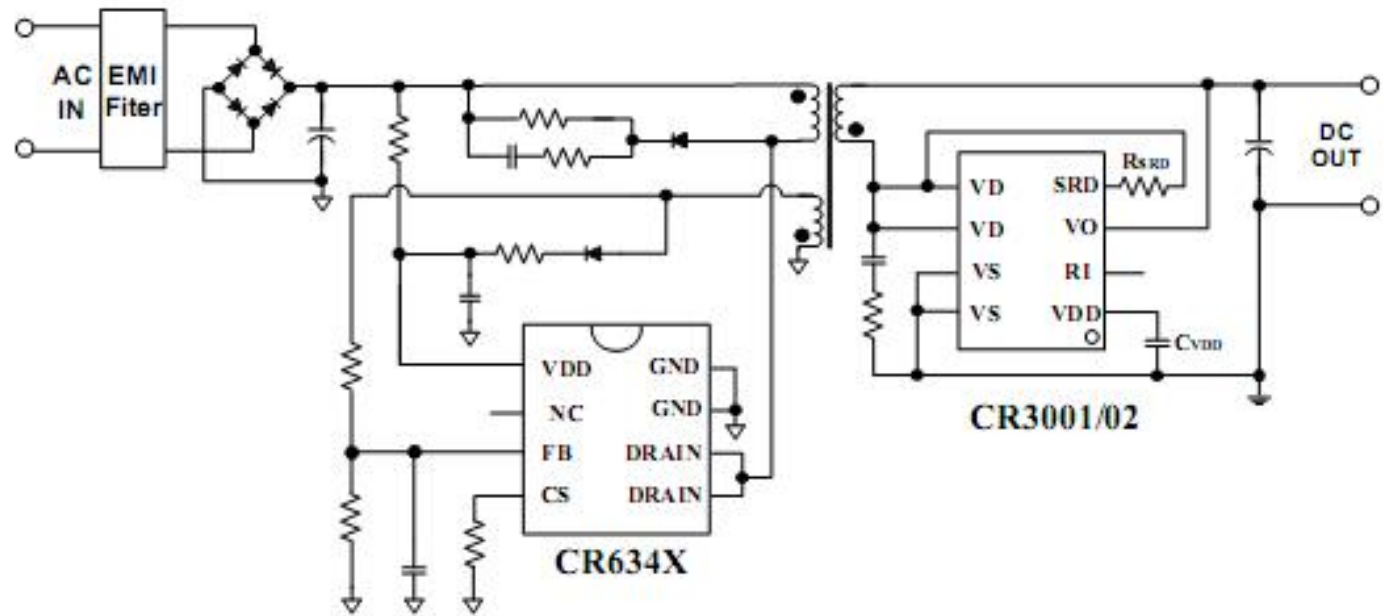 AC
IN
EMI
Fiter
DC
OUT
RSRD
VD
SRD
VD
VO
VS
RI
VS
VDD
CVDD
CR3001/02
VDD
GND
NC
GND
FB
DRAIN
CS
DRAIN
CR634X